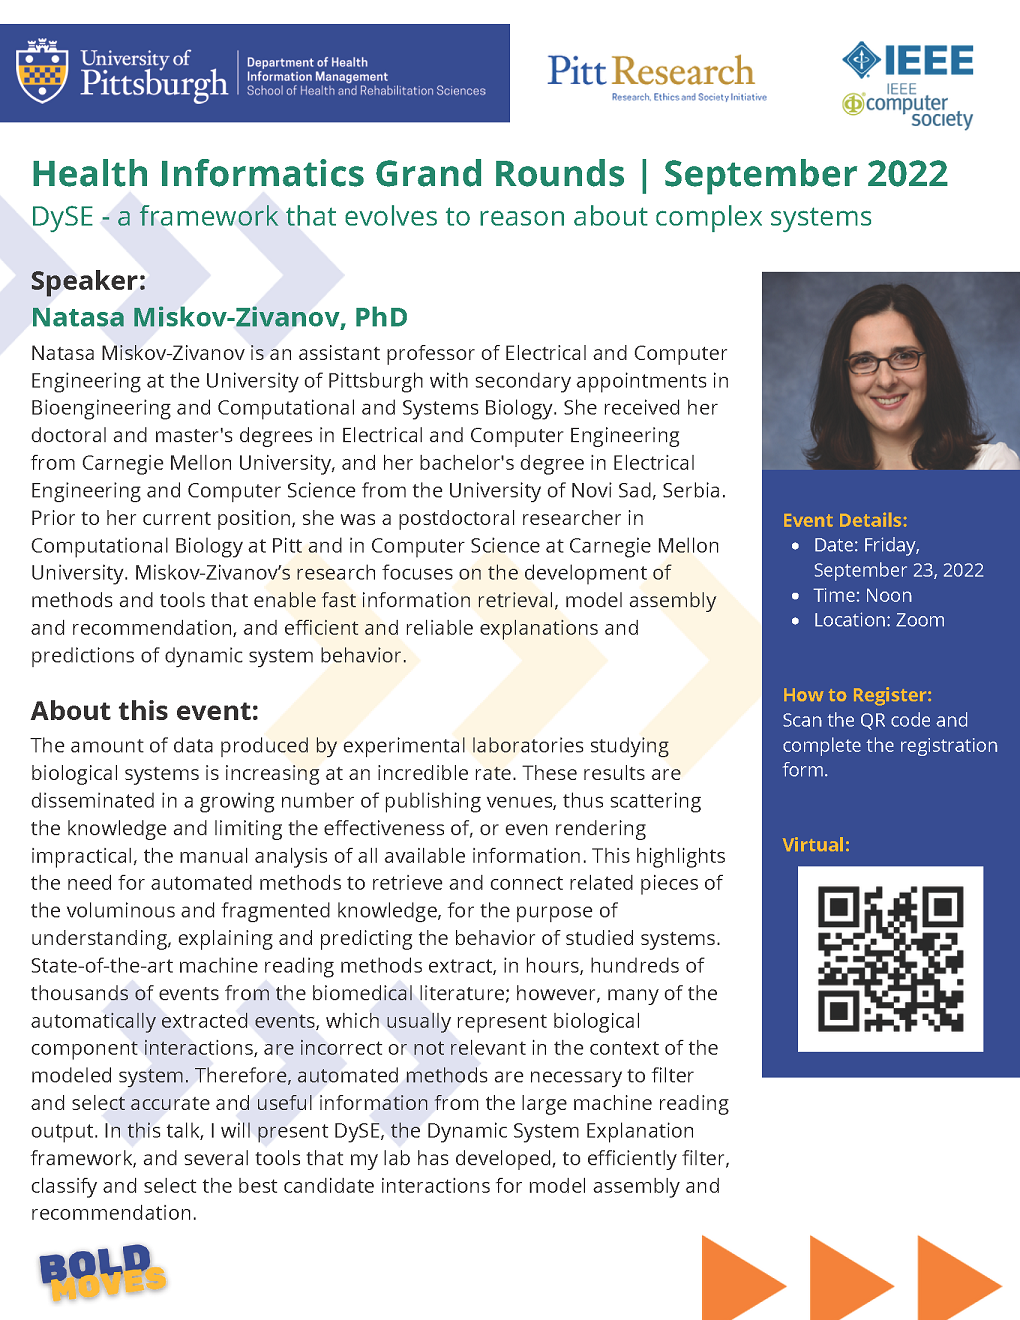 University of
Pittsburgh
Department of Health
Information Management
School of Health and Rehabilitation Sciences
Pitt Research
Research, Ethics and Society Initiative
IEEE
IEEE
computer
society
Health Informatics Grand Rounds | September 2022
DySE - a framework that evolves to reason about complex systems
Speaker:
Natasa Miskov-Zivanov, PhD
Natasa Miskov-Zivanov is an assistant professor of Electrical and Computer
Engineering at the University of Pittsburgh with secondary appointments in
Bioengineering and Computational and Systems Biology. She received her
doctoral and master's degrees in Electrical and Computer Engineering
from Carnegie Mellon University, and her bachelor's degree in Electrical
Engineering and Computer Science from the University of Novi Sad, Serbia.
Prior to her current position, she was a postdoctoral researcher in
Computational Biology at Pitt and in Computer Science at Carnegie Mellon
University. Miskov-Zivanov’s research focuses on the development of
methods and tools that enable fast information retrieval, model assembly
and recommendation, and efficient and reliable explanations and
predictions of dynamic system behavior.
About this event:
The amount of data produced by experimental laboratories studying
biological systems is increasing at an incredible rate. These results are
disseminated in a growing number of publishing venues, thus scattering
the knowledge and limiting the effectiveness of, or even rendering
impractical, the manual analysis of all available information. This highlights
the need for automated methods to retrieve and connect related pieces of
the voluminous and fragmented knowledge, for the purpose of
understanding, explaining and predicting the behavior of studied systems.
State-of-the-art machine reading methods extract, in hours, hundreds of
thousands of events from the biomedical literature; however, many of the
automatically extracted events, which usually represent biological
component interactions, are incorrect or not relevant in the context of the
modeled system. Therefore, automated methods are necessary to filter
and select accurate and useful information from the large machine reading
output. In this talk, I will present DySE, the Dynamic System Explanation
framework, and several tools that my lab has developed, to efficiently filter,
classify and select the best candidate interactions for model assembly and
recommendation.
Event Details:
• Date: Friday,
September 23, 2022
• Time: Noon
• Location: Zoom
How to Register:
Scan the QR code and
complete the registration
form.
Virtual:
BOLD
MOVES